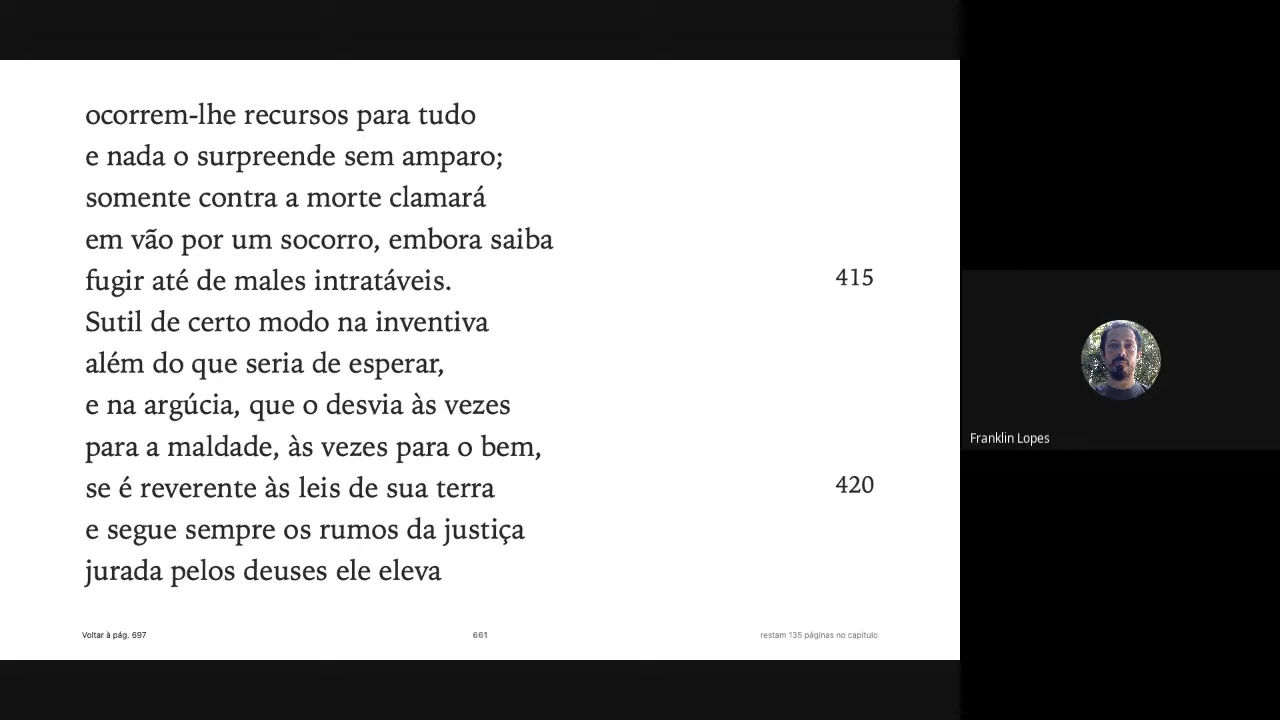 ocorrem-lhe recursos para tudo
e nada o surpreende sem amparo;
somente contra a morte clamará
em vão por um socorro, embora saiba
fugir até de males intratáveis.
415
Sutil de certo modo na inventiva
além do que seria de esperar,
e na argúcia, que o desvia às vezes
para a maldade, às vezes para o bem,
se é reverente às leis de sua terra
420
e segue sempre os rumos da justiça
jurada pelos deuses ele eleva
Voltar à pág. 697
661
restam 135 páginas no capítulo
Franklin Lopes